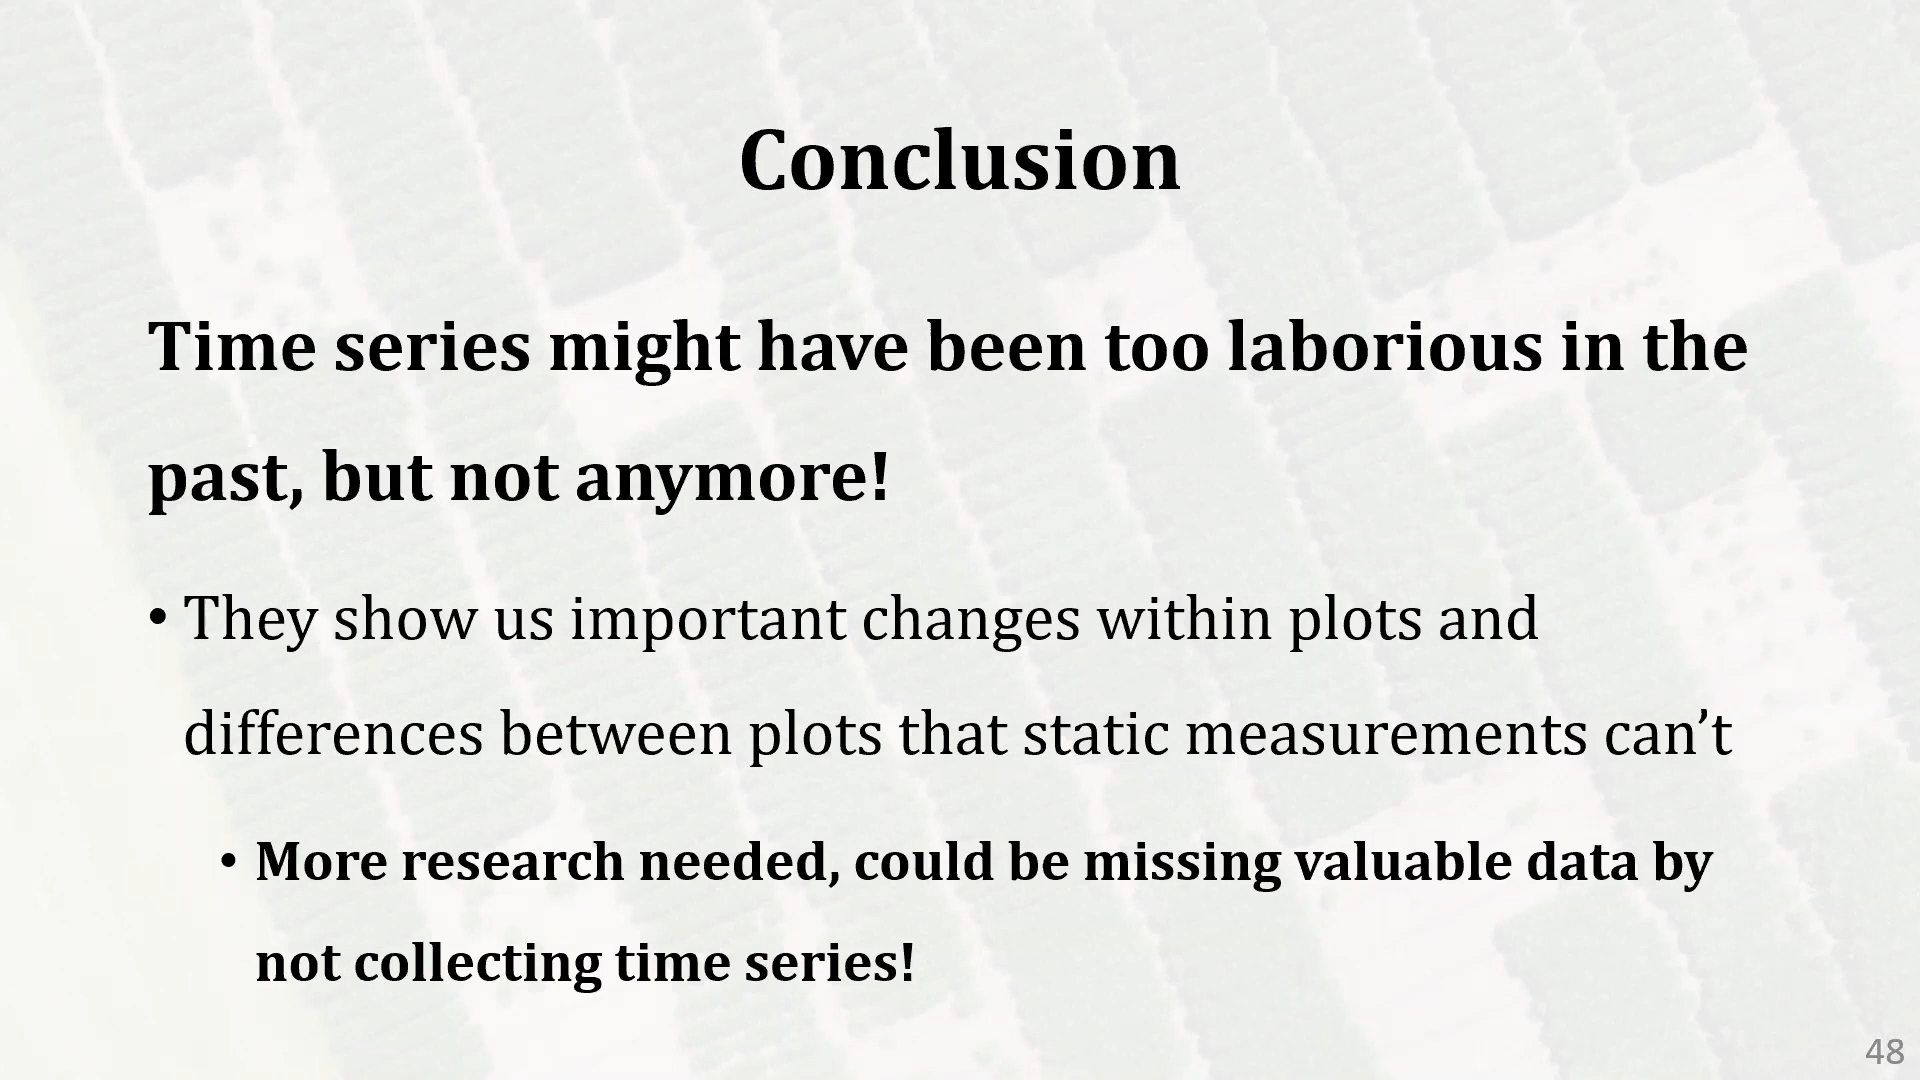 Conclusion
Time series might have been too laborious in the
past, but not anymore!
• They show us important changes within plots and
differences between plots that static measurements can’t
• More research needed, could be missing valuable data by
not collecting time series!
48